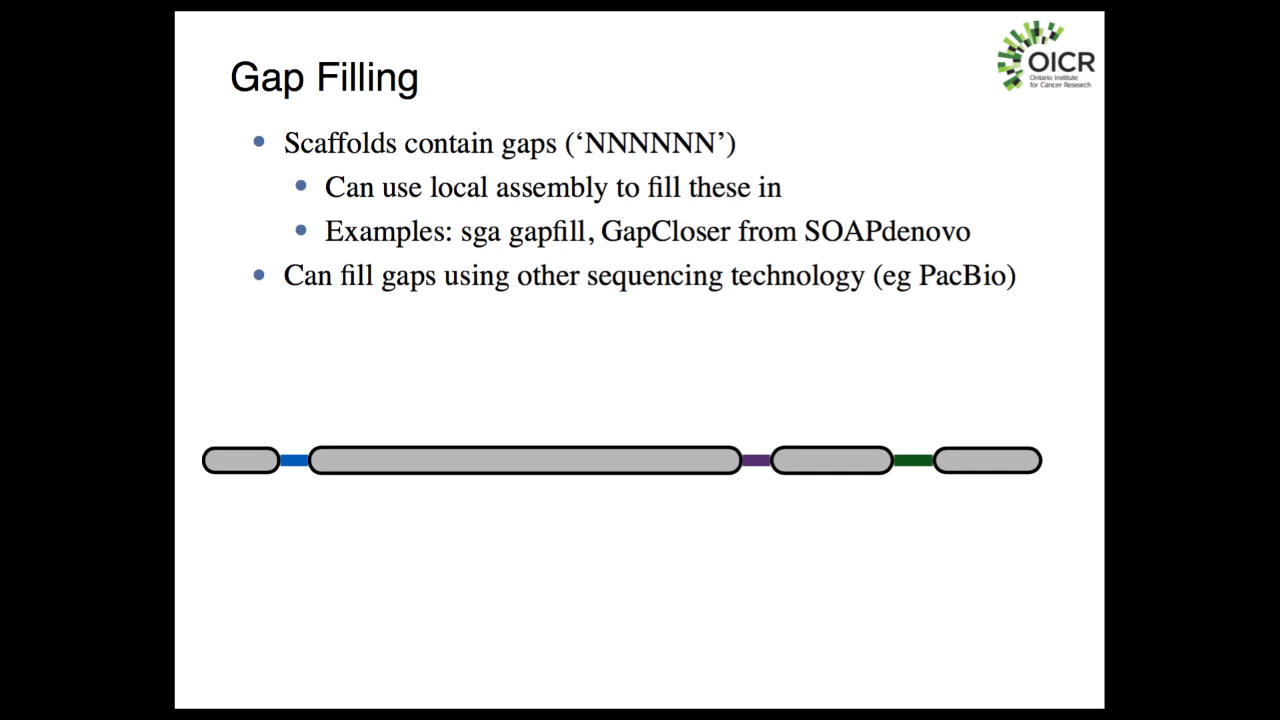 OICR
Ontario Institute
for Cancer Research
Gap Filling
• Scaffolds contain gaps (‘NNNNNN’)
• Can use local assembly to fill these in
• Examples: sga gapfill, GapCloser from SOAPdenovo
• Can fill gaps using other sequencing technology (eg PacBio)